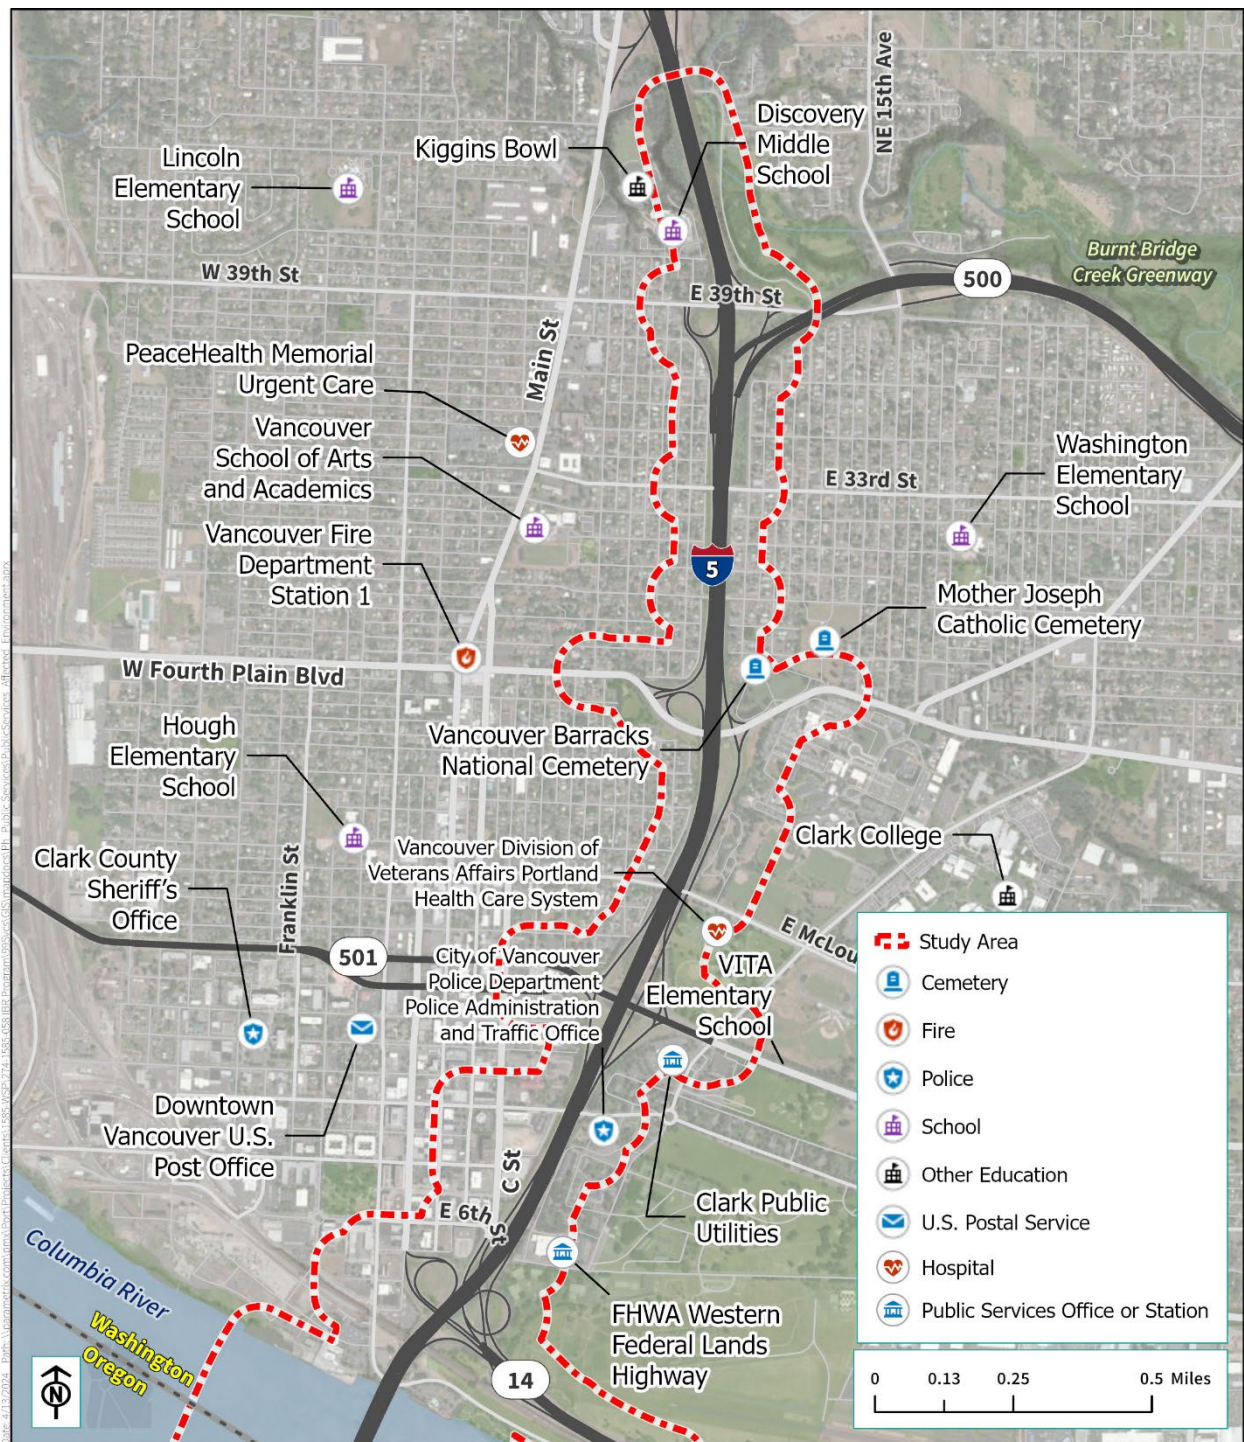 Discovery
Middle
School
NE 15th Ave
Kiggins Bowl
Lincoln
Elementary
School
Burnt Bridge
Creek Greenway
W 39th St
E 39th St
500
Main St
PeaceHealth Memorial
Urgent Care
Vancouver
School of Arts
and Academics
Washington
Elementary
School
E 33rd St
Vancouver Fire
Department
Station 1
5
Mother Joseph
Catholic Cemetery
W Fourth Plain Blvd
Hough
Elementary
School
Vancouver Barracks
National Cemetery
Clark College
Vancouver Division of
Veterans Affairs Portland
Health Care System
Clark County
Sheriff's
Office
Franklin St
501
E McLou
City of Vancouver
Police Department
Police Administration
and Traffic Office
VITA
Elementary
School
Downtown
Vancouver U.S.
Post Office
C St
E 6th St
Clark Public
Utilities
FHWA Western
Federal Lands
Highway
14
Columbia River
Washington
Oregon
N
Study Area
Cemetery
Fire
Police
School
Other Education
U.S. Postal Service
Hospital
Public Services Office or Station
0 0.13 0.25 0.5 Miles
Date: 4/13/2024